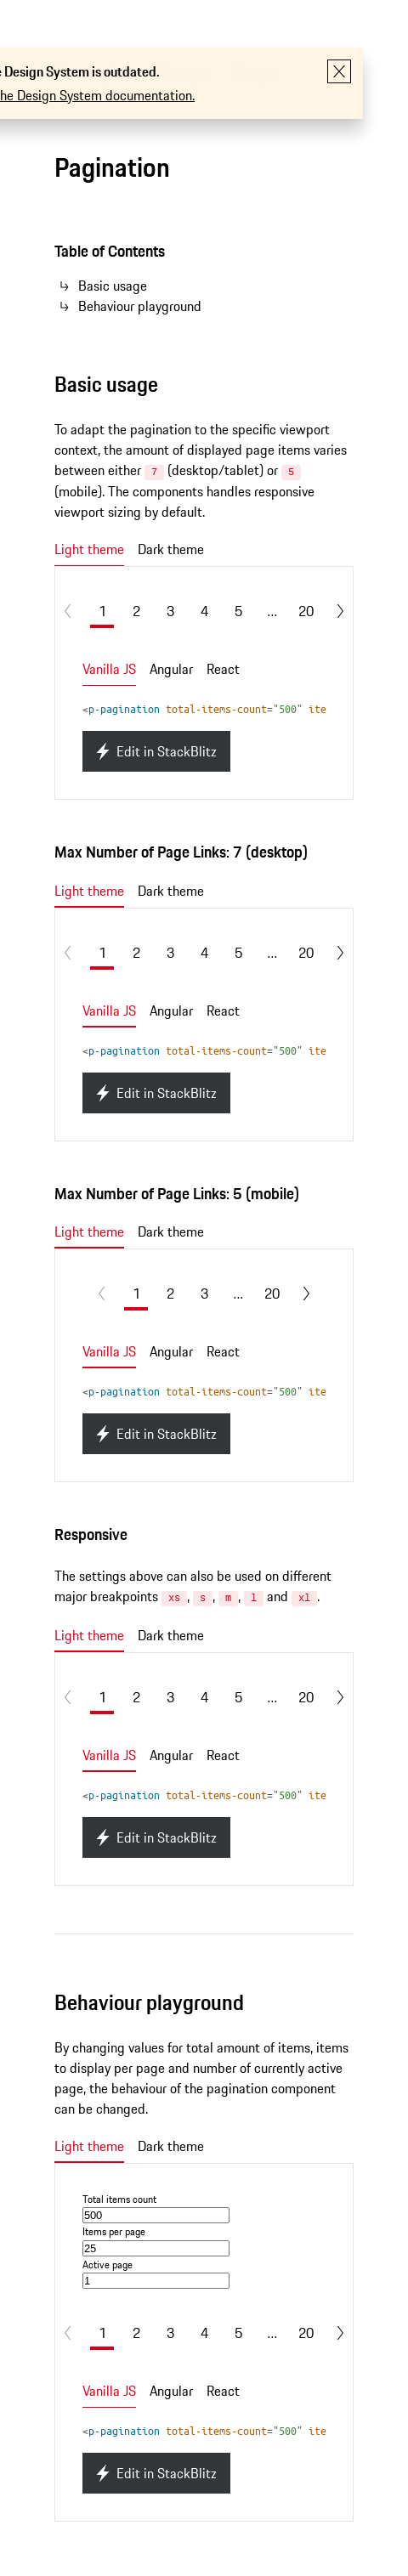 Design System is outdated.
he Design System documentation.
Pagination
Table of Contents
Basic usage
Behaviour playground
Basic usage
To adapt the pagination to the specific viewport
context, the amount of displayed page items varies
between either 7 (desktop/tablet) or 5
(mobile). The components handles responsive
viewport sizing by default.
Light theme Dark theme
1 2 3 4 5 ... 20
Vanilla JS Angular React
<p-pagination total-items-count="500" ite
Edit in StackBlitz
Max Number of Page Links: 7 (desktop)
Light theme Dark theme
1 2 3 4 5 ... 20
Vanilla JS Angular React
<p-pagination total-items-count="500" ite
Edit in StackBlitz
Max Number of Page Links: 5 (mobile)
Light theme Dark theme
1 2 3 ... 20
Vanilla JS Angular React
<p-pagination total-items-count="500" ite
Edit in StackBlitz
Responsive
The settings above can also be used on different
major breakpoints xs, s, m, l and xl.
Light theme Dark theme
1 2 3 4 5 ... 20
Vanilla JS Angular React
<p-pagination total-items-count="500" ite
Edit in StackBlitz
Behaviour playground
By changing values for total amount of items, items
to display per page and number of currently active
page, the behaviour of the pagination component
can be changed.
Light theme Dark theme
Total items count
500
Items per page
25
Active page
1
1 2 3 4 5 ... 20
Vanilla JS Angular React
<p-pagination total-items-count="500" ite
Edit in StackBlitz